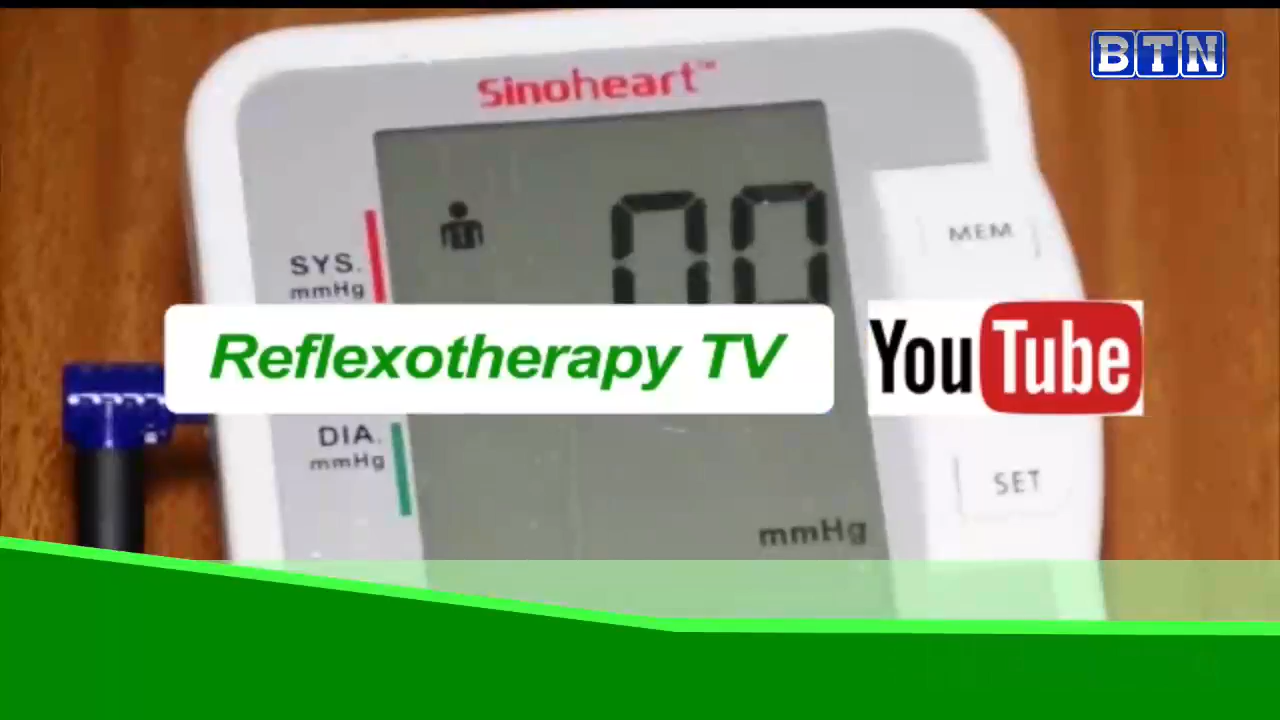 BTN
Sinoheart™
00
MEM
SYS.
mmHg
Reflexotherapy TV
YouTube
DIA.
mmHg
SET
mmHg